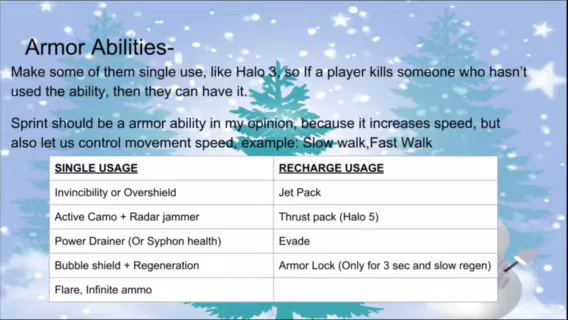 Armor Abilities-
Make some of them single use, like Halo 3, so If a player kills someone who hasn't
used the ability, then they can have it.
Sprint should be a armor ability in my opinion, because it increases speed, but
also let us control movement speed, example: Slow walk,Fast Walk
SINGLE USAGE RECHARGE USAGE
Invincibility or Overshield Jet Pack
Active Camo + Radar jammer Thrust pack (Halo 5)
Power Drainer (Or Syphon health) Evade
Bubble shield + Regeneration Armor Lock (Only for 3 sec and slow regen)
Flare, Infinite ammo